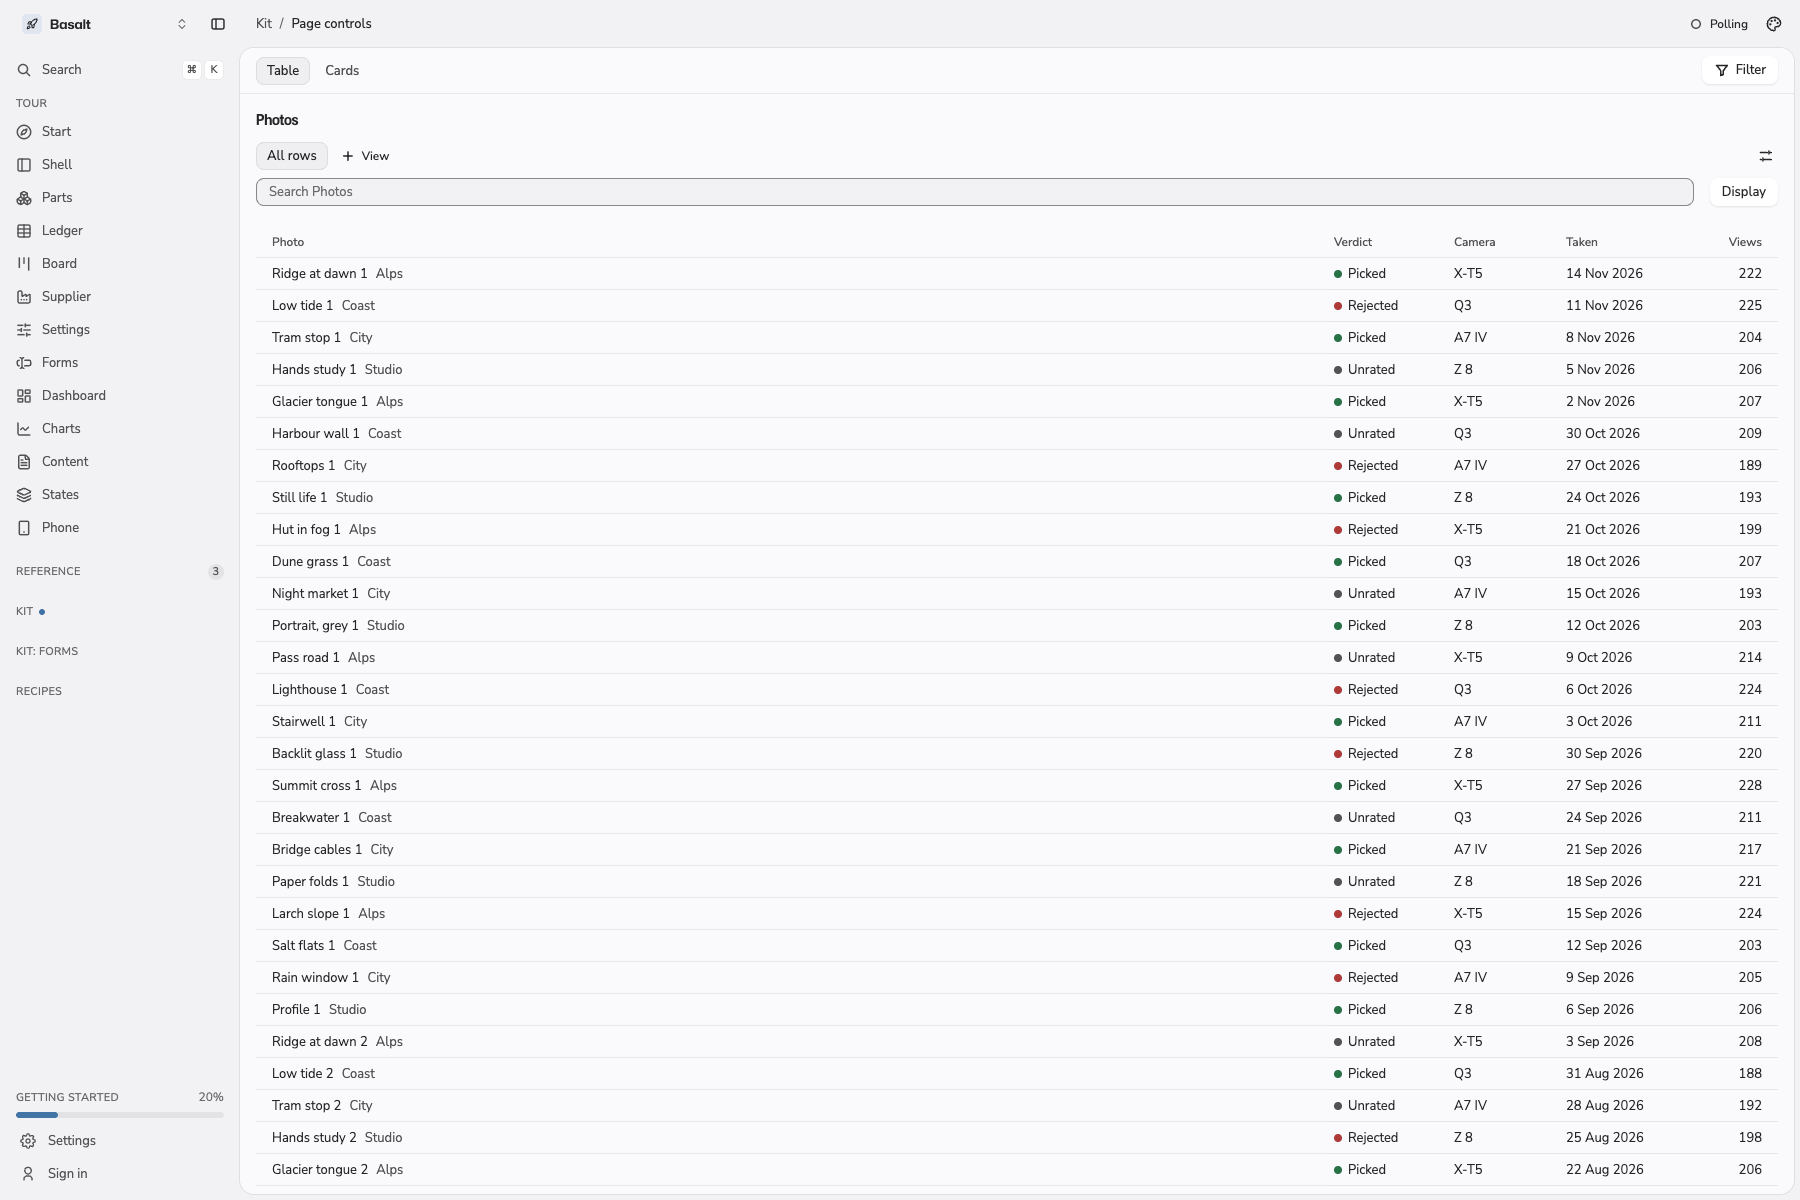 Basalt
Kit / Page controls
Polling
Search ⌘ K
TOUR
Start
Shell
Parts
Ledger
Board
Supplier
Settings
Forms
Dashboard
Charts
Content
States
Phone
REFERENCE 3
KIT
KIT: FORMS
RECIPES
GETTING STARTED 20%
Settings
Sign in
Table Cards Filter
Photos
All rows + View
Search Photos Display
Photo Verdict Camera Taken Views
Ridge at dawn 1 Alps Picked X-T5 14 Nov 2026 222
Low tide 1 Coast Rejected Q3 11 Nov 2026 225
Tram stop 1 City Picked A7 IV 8 Nov 2026 204
Hands study 1 Studio Unrated Z 8 5 Nov 2026 206
Glacier tongue 1 Alps Picked X-T5 2 Nov 2026 207
Harbour wall 1 Coast Unrated Q3 30 Oct 2026 209
Rooftops 1 City Rejected A7 IV 27 Oct 2026 189
Still life 1 Studio Picked Z 8 24 Oct 2026 193
Hut in fog 1 Alps Rejected X-T5 21 Oct 2026 199
Dune grass 1 Coast Picked Q3 18 Oct 2026 207
Night market 1 City Unrated A7 IV 15 Oct 2026 193
Portrait, grey 1 Studio Picked Z 8 12 Oct 2026 203
Pass road 1 Alps Unrated X-T5 9 Oct 2026 214
Lighthouse 1 Coast Rejected Q3 6 Oct 2026 224
Stairwell 1 City Picked A7 IV 3 Oct 2026 211
Backlit glass 1 Studio Rejected Z 8 30 Sep 2026 220
Summit cross 1 Alps Picked X-T5 27 Sep 2026 228
Breakwater 1 Coast Unrated Q3 24 Sep 2026 211
Bridge cables 1 City Picked A7 IV 21 Sep 2026 217
Paper folds 1 Studio Unrated Z 8 18 Sep 2026 221
Larch slope 1 Alps Rejected X-T5 15 Sep 2026 224
Salt flats 1 Coast Picked Q3 12 Sep 2026 203
Rain window 1 City Rejected A7 IV 9 Sep 2026 205
Profile 1 Studio Picked Z 8 6 Sep 2026 206
Ridge at dawn 2 Alps Unrated X-T5 3 Sep 2026 208
Low tide 2 Coast Picked Q3 31 Aug 2026 188
Tram stop 2 City Unrated A7 IV 28 Aug 2026 192
Hands study 2 Studio Rejected Z 8 25 Aug 2026 198
Glacier tongue 2 Alps Picked X-T5 22 Aug 2026 206